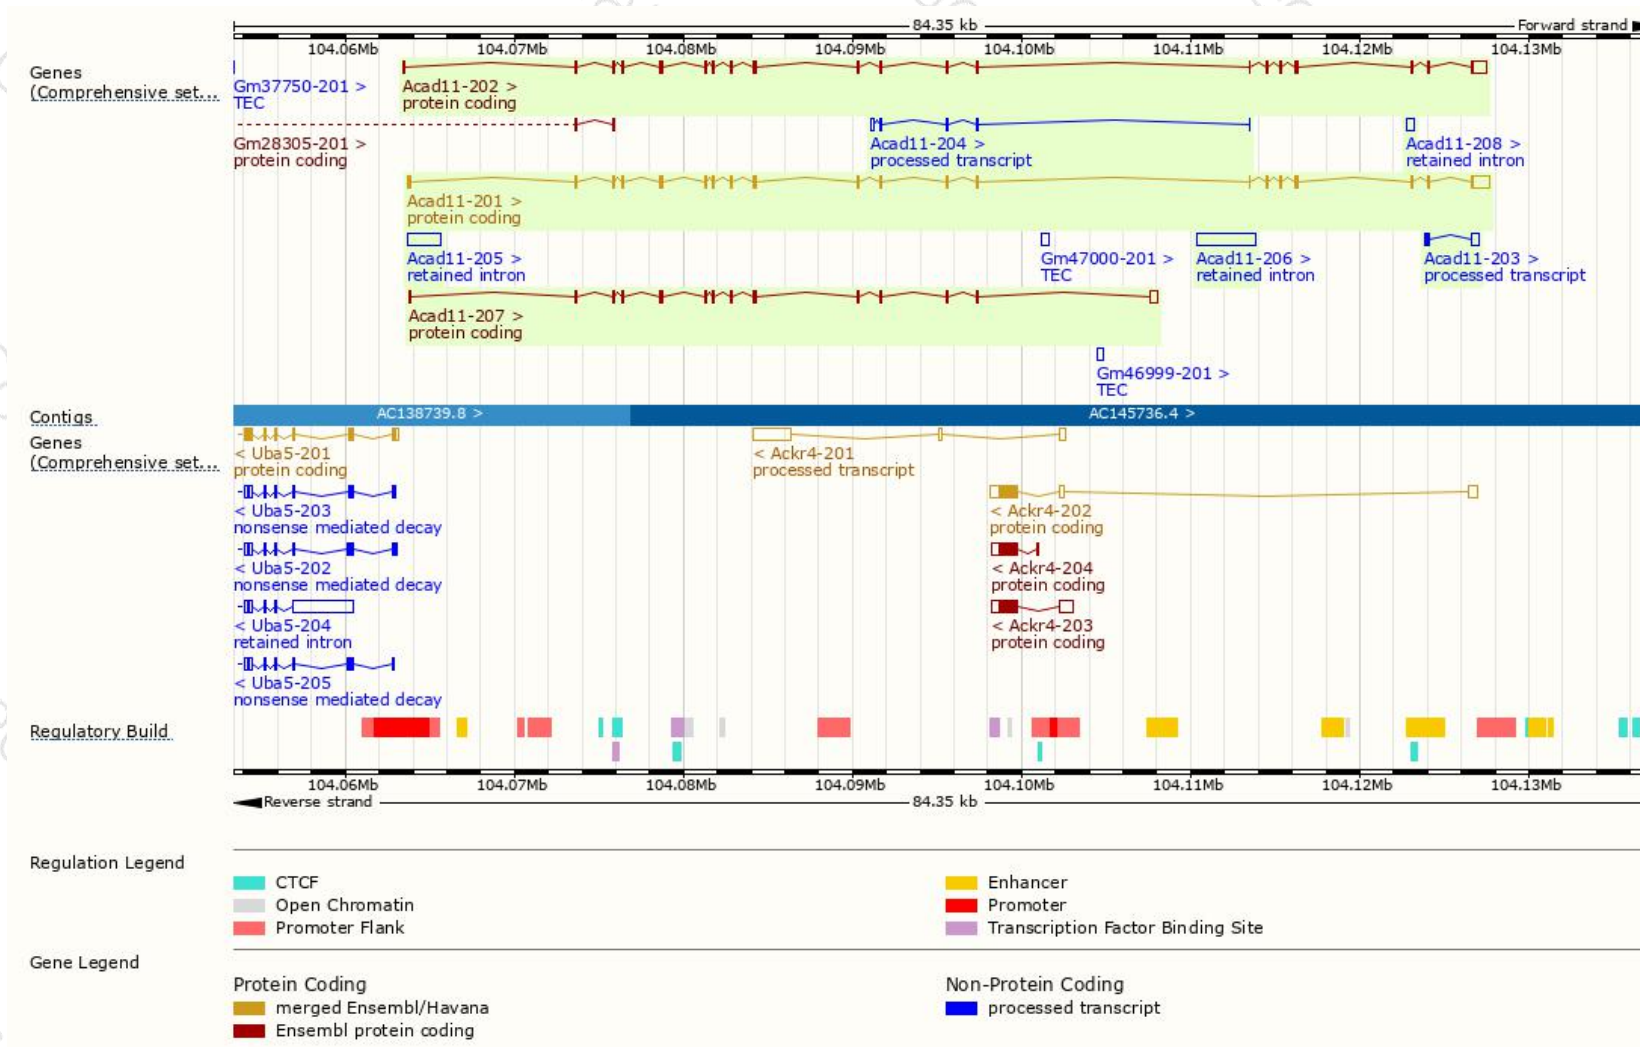 84.35 kb
Forward strand
104.06Mb 104.07Mb 104.08Mb 104.09Mb 104.10Mb 104.11Mb 104.12Mb 104.13Mb
Genes
(Comprehensive set...
Gm37750-201 > Acad11-202 >
TEC protein coding
Gm28305-201 > Acad11-204 > Acad11-208 >
protein coding processed transcript retained intron
Acad11-201 >
protein coding
Acad11-205 > Gm47000-201 > Acad11-206 > Acad11-203 >
retained intron TEC retained intron processed transcript
Acad11-207 >
protein coding
Gm46999-201 >
TEC
Contigs AC138739.8 > AC145736.4 >
Genes
(Comprehensive set...
< Uba5-201 < Ackr4-201
protein coding processed transcript
< Uba5-203 < Ackr4-202
nonsense mediated decay protein coding
< Uba5-202 < Ackr4-204
nonsense mediated decay protein coding
< Uba5-204 < Ackr4-203
retained intron protein coding
< Uba5-205
nonsense mediated decay
Regulatory Build
104.06Mb 104.07Mb 104.08Mb 104.09Mb 104.10Mb 104.11Mb 104.12Mb 104.13Mb
Reverse strand 84.35 kb
Regulation Legend
CTCF Enhancer
Open Chromatin Promoter
Promoter Flank Transcription Factor Binding Site
Gene Legend
Protein Coding Non-Protein Coding
merged Ensembl/Havana processed transcript
Ensembl protein coding